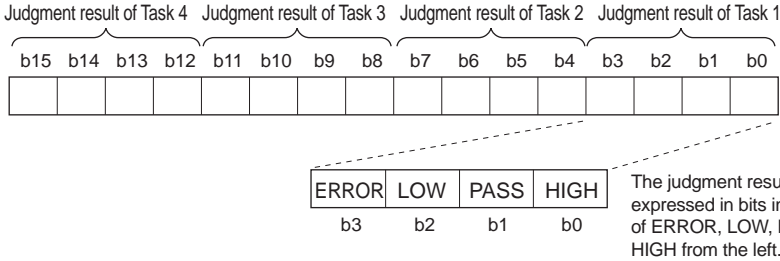 Judgment result of Task 4 Judgment result of Task 3 Judgment result of Task 2 Judgment result of Task 1
b15 b14 b13 b12 b11 b10 b9 b8 b7 b6 b5 b4 b3 b2 b1 b0
ERROR LOW PASS HIGH
b3 b2 b1 b0
The judgment
expressed in bits
of ERROR, LOW,
HIGH from the left.